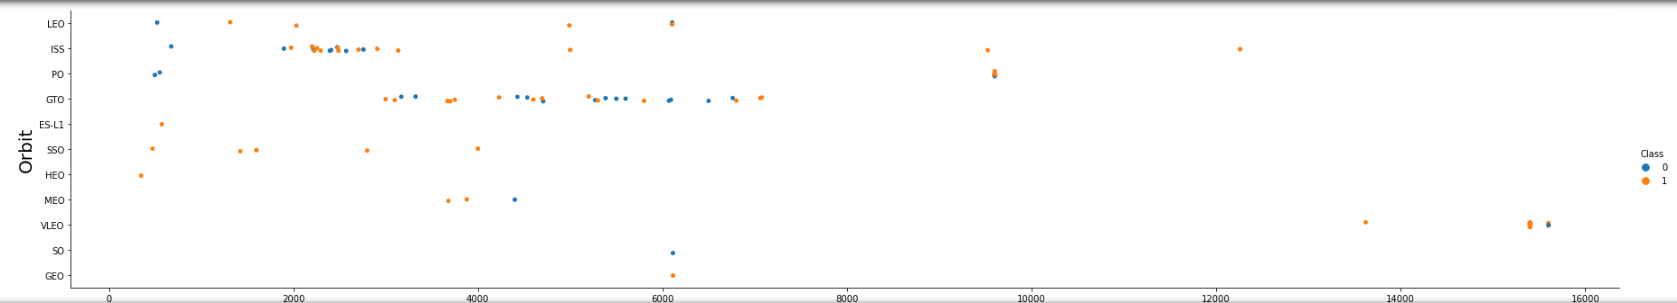 Orbit
LEO
ISS
PO
GTO
ES-L1
SSO
HEO
MEO
VLEO
SO
GEO
0 2000 4000 6000 8000 10000 12000 14000 16000
Class
0
1